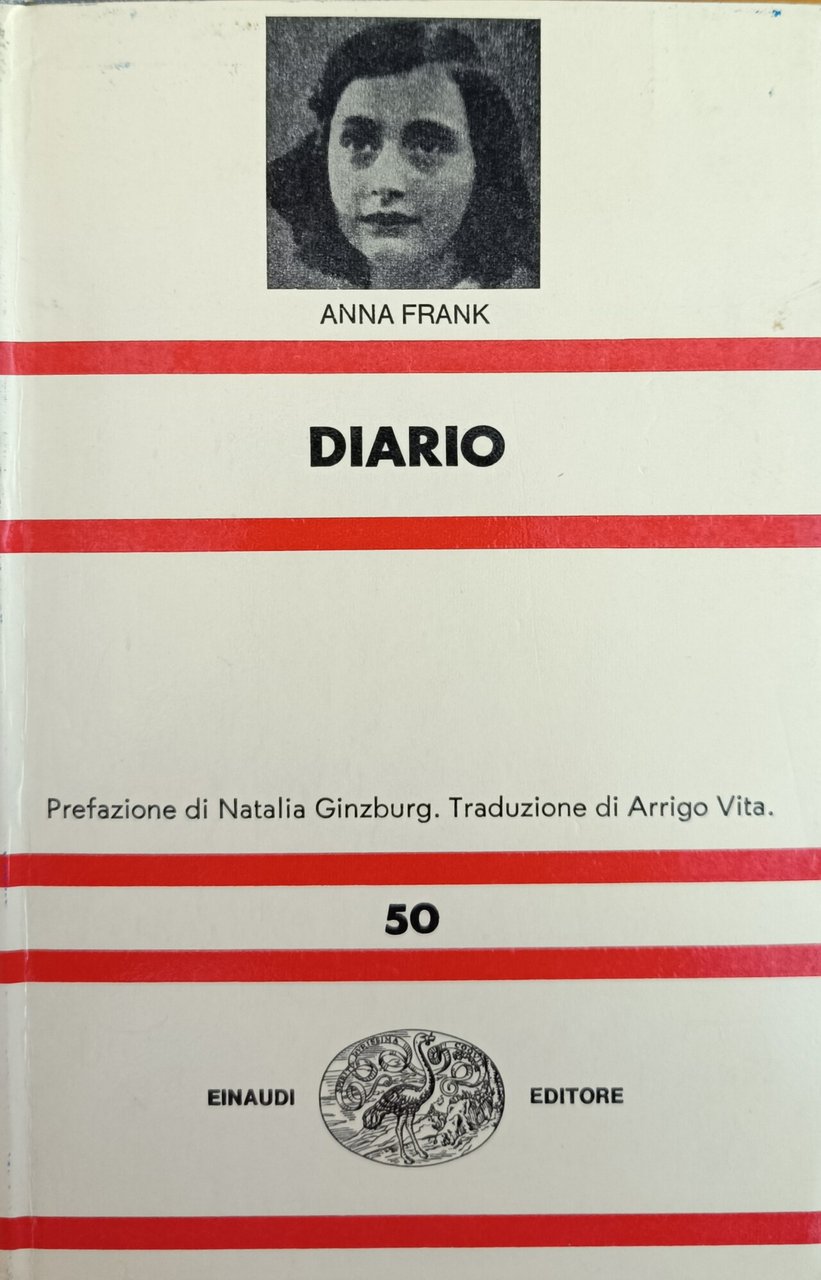 ANNA FRANK
DIARIO
Prefazione di Natalia Ginzburg. Traduzione di Arrigo Vita.
50
EINAUDI EDITORE